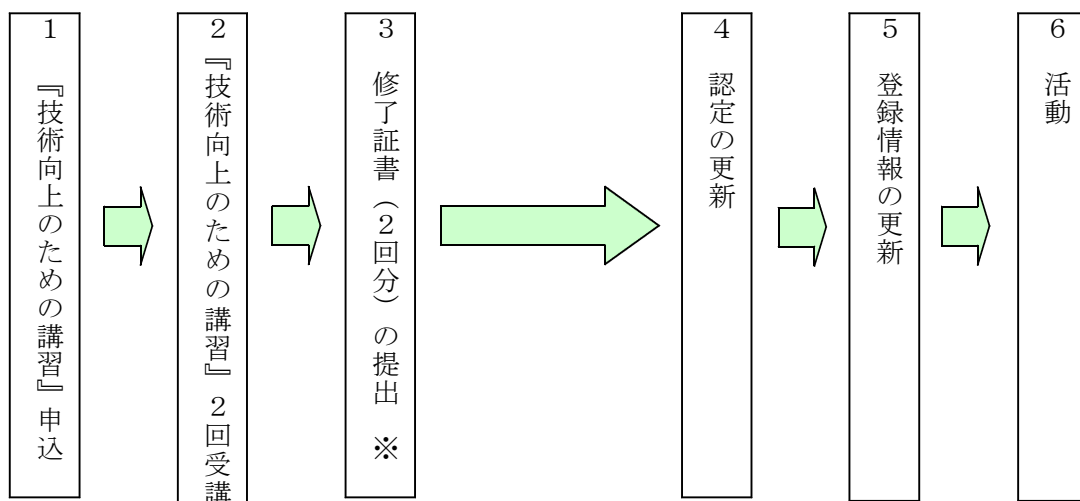 １　『技術向上のための講習』申込
２　『技術向上のための講習』２回受講
３　修了証書（２回分）の提出　※
４　認定の更新
５　登録情報の更新
６　活動